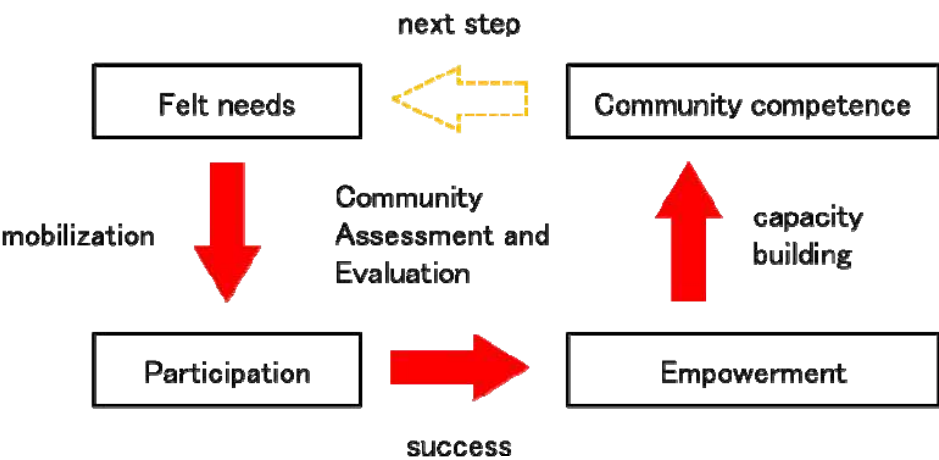 next step
Felt needs
Community competence
mobilization
Community
Assessment and
Evaluation
capacity
building
Participation
Empowerment
success